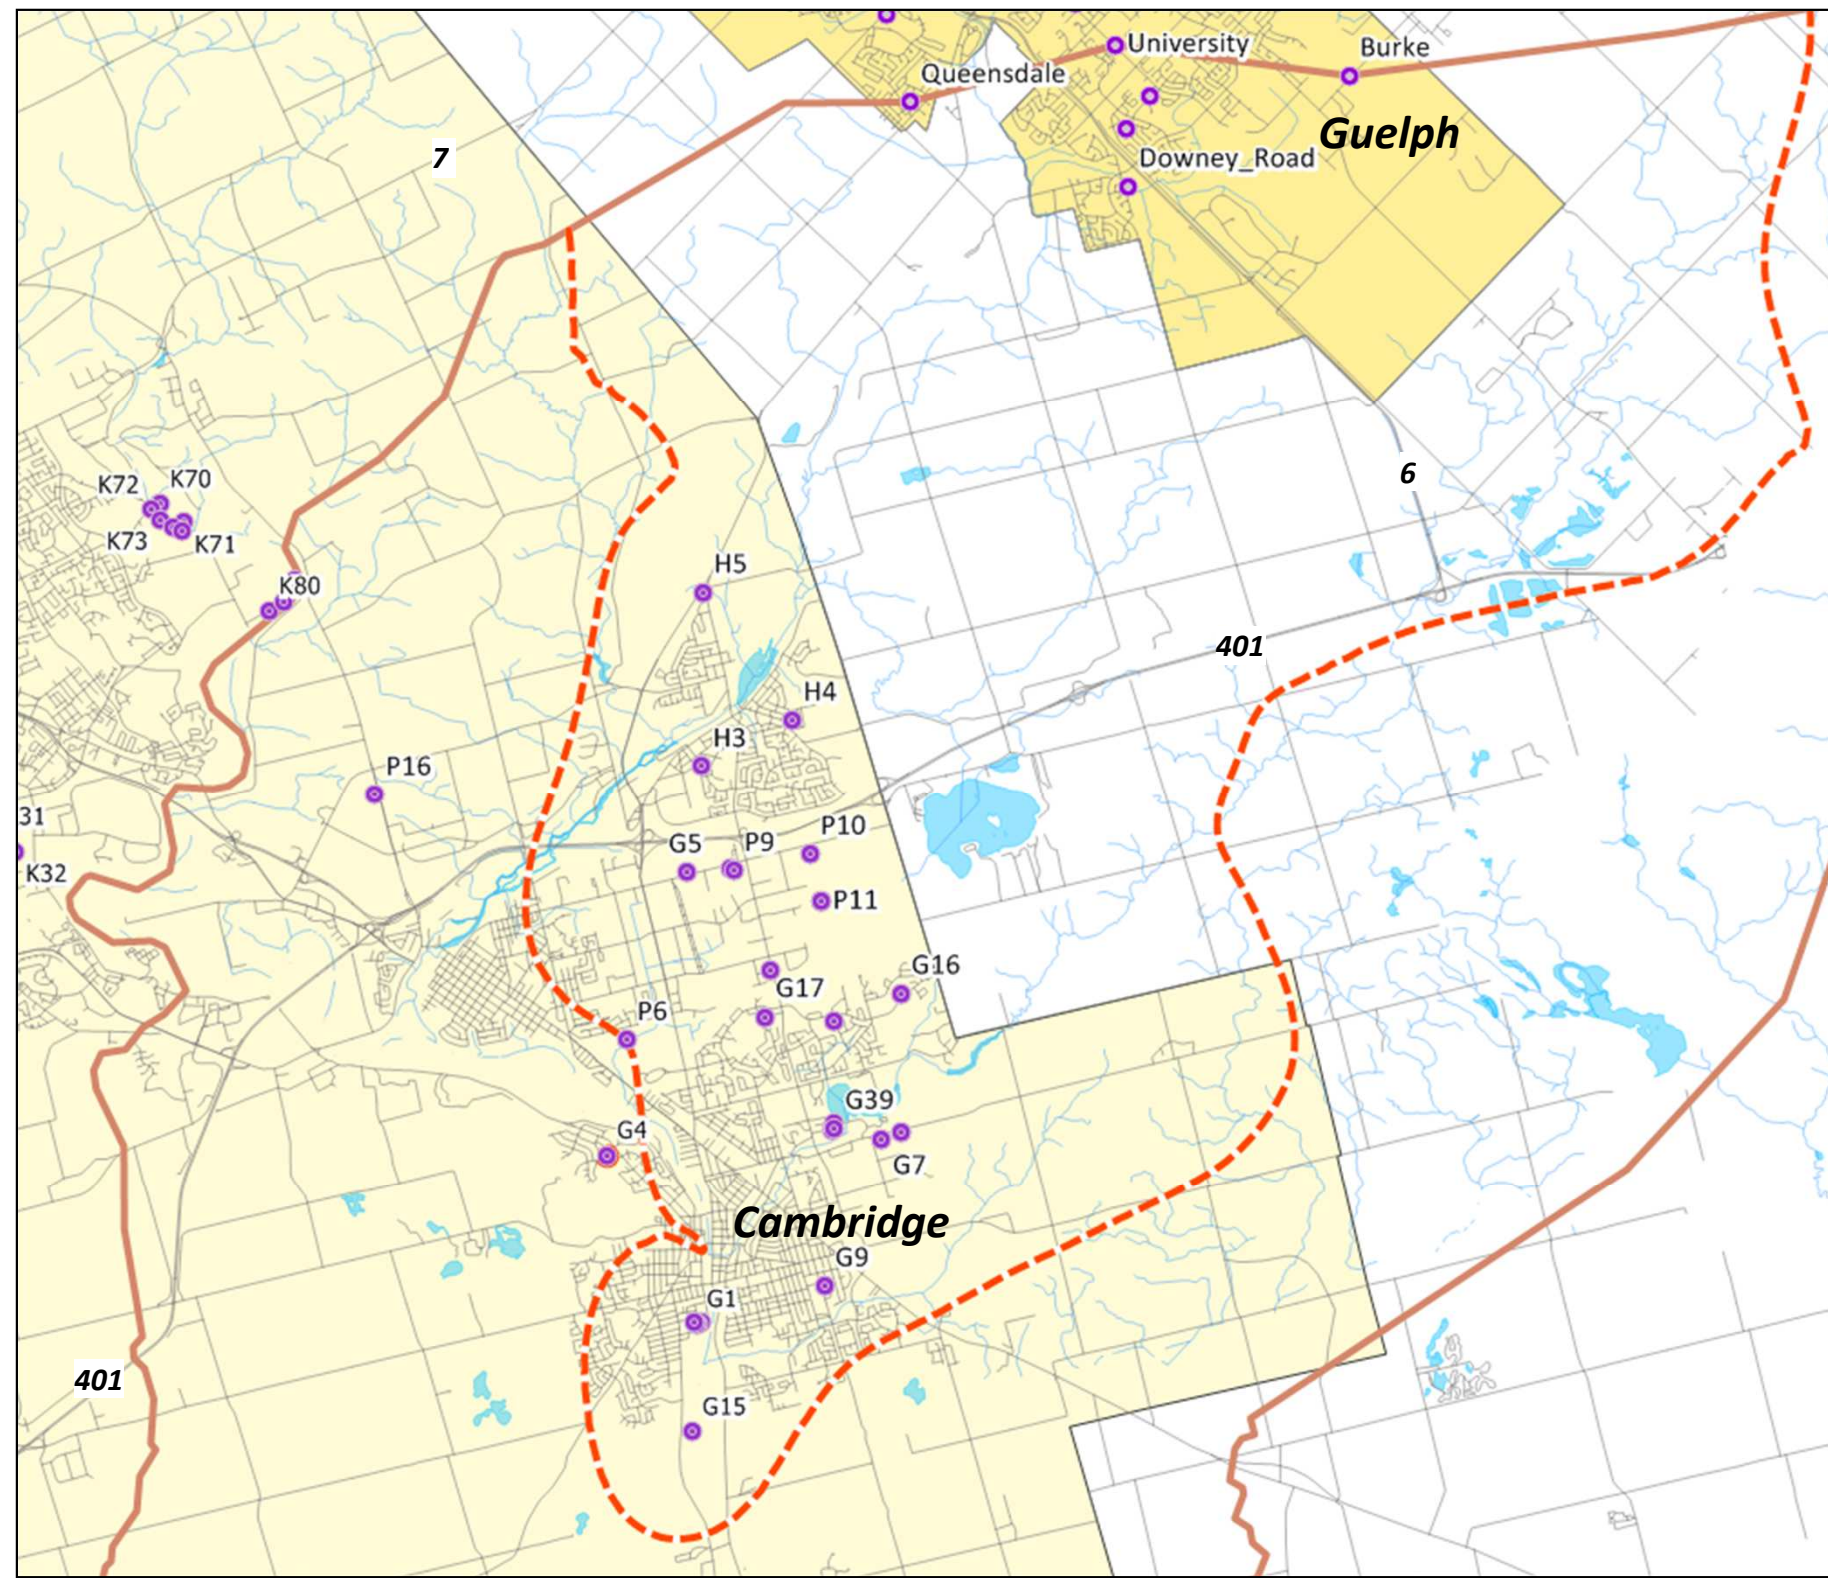 University
Burke
Queensdale
Guelph
7
Downey_Road
6
K72
K70
K73
K71
H5
K80
401
H4
H3
P16
31
P10
G5
P9
K32
P11
G16
G17
P6
G39
G4
G7
Cambridge
G9
G1
401
G15